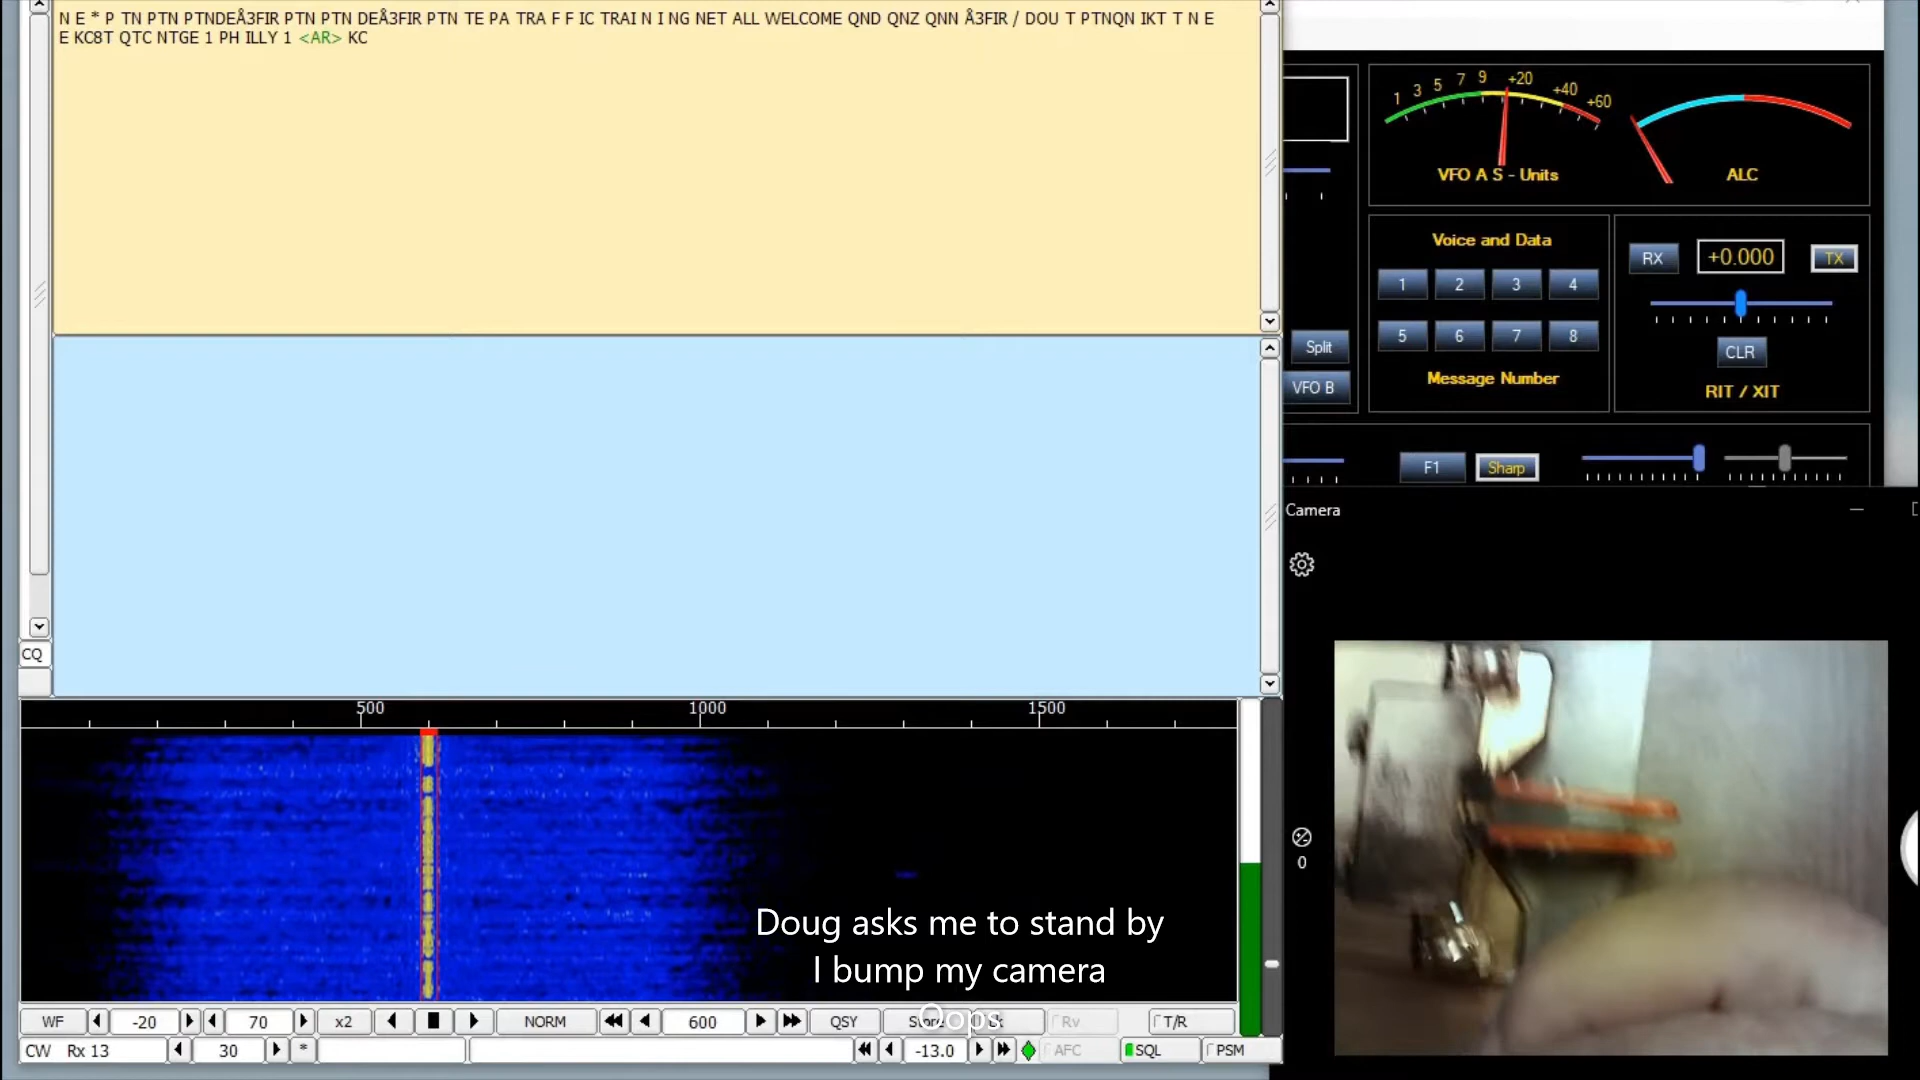 N E * P TN PTN PTNDEÅ3FIR PTN PTN DEÅ3FIR PTN TE PA TRA F F IC TRAI N I NG NET ALL WELCOME QND QNZ QNN Å3FIR / DOU T PTNQN IKT T N E
E KC8T QTC NTGE 1 PH ILLY 1 <AR> KC
1 3 5 7 9 +20 +40 +60
VFO A S - Units
ALC
Voice and Data
1 2 3 4
5 6 7 8
Message Number
RX +0.000 TX
CLR
RIT / XIT
Split
VFO B
F1 Sharp
Camera
0
CQ
500 1000 1500
Doug asks me to stand by
I bump my camera
Oops
WF -20 70 x2 NORM 600 QSY Store Rv T/R
CW Rx 13 30 * -13.0 AFC SQL PSM